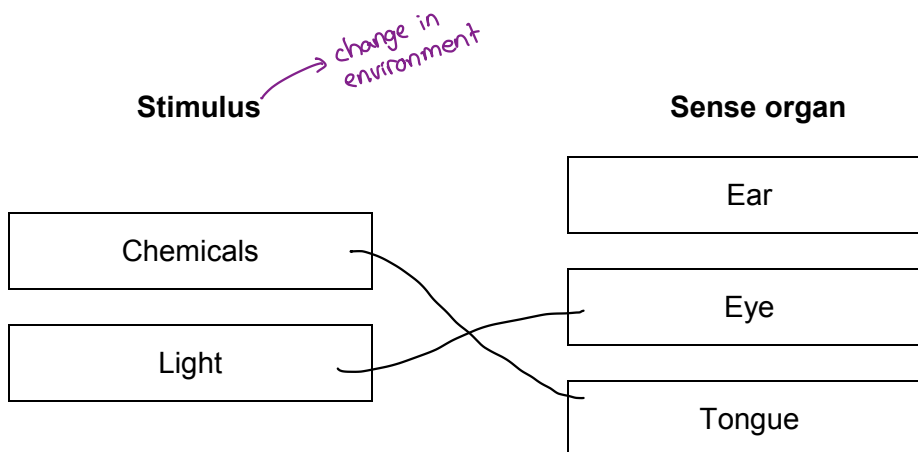 change in
environment
Stimulus
Sense organ
Ear
Chemicals
Eye
Light
Tongue